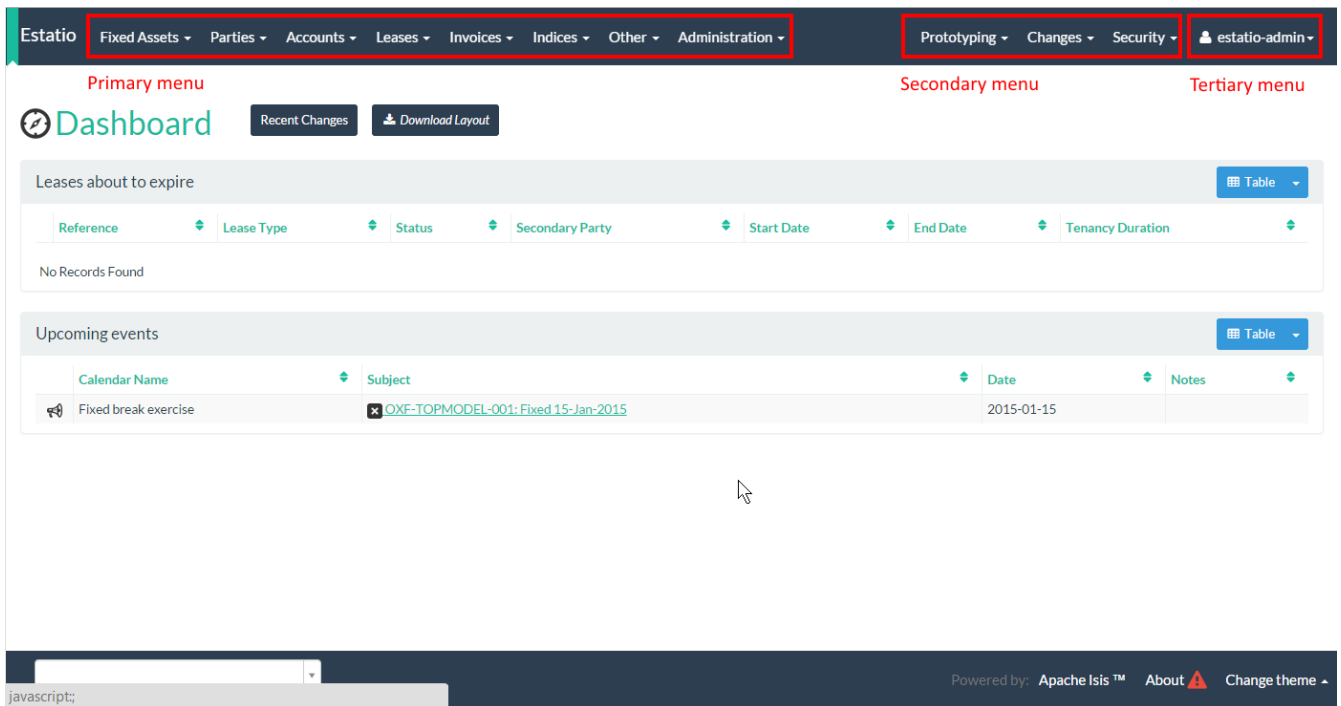 Estatio Fixed Assets Parties Accounts Leases Invoices Indices Other Administration Prototyping Changes Security estatio-admin
Primary menu Secondary menu Tertiary menu
Dashboard Recent Changes Download Layout
Leases about to expire Table
Reference Lease Type Status Secondary Party Start Date End Date Tenancy Duration
No Records Found
Upcoming events Table
Calendar Name Subject Date Notes
Fixed break exercise OXF-TOPMODEL-001: Fixed 15-Jan-2015 2015-01-15
Powered by: Apache Isis ™ About Change theme
javascript:;